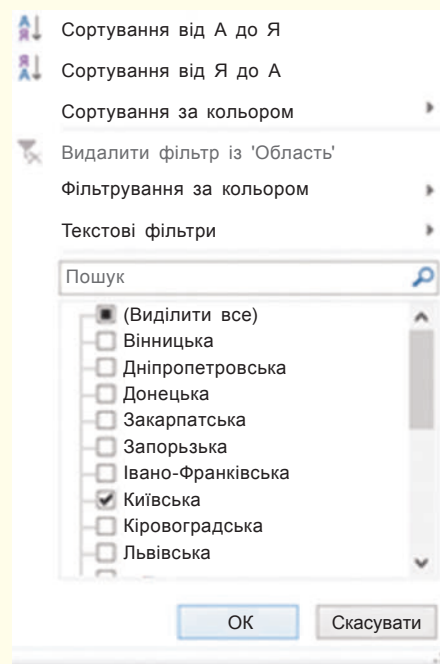 Сортування від А до Я
Сортування від Я до А
Сортування за кольором
Видалити фільтр із 'Область'
Фільтрування за кольором
Текстові фільтри
Пошук
(Виділити все)
Вінницька
Дніпропетровська
Донецька
Закарпатська
Запорьзька
Івано-Франківська
Київська
Кіровоградська
Львівська
ОК
Скасувати